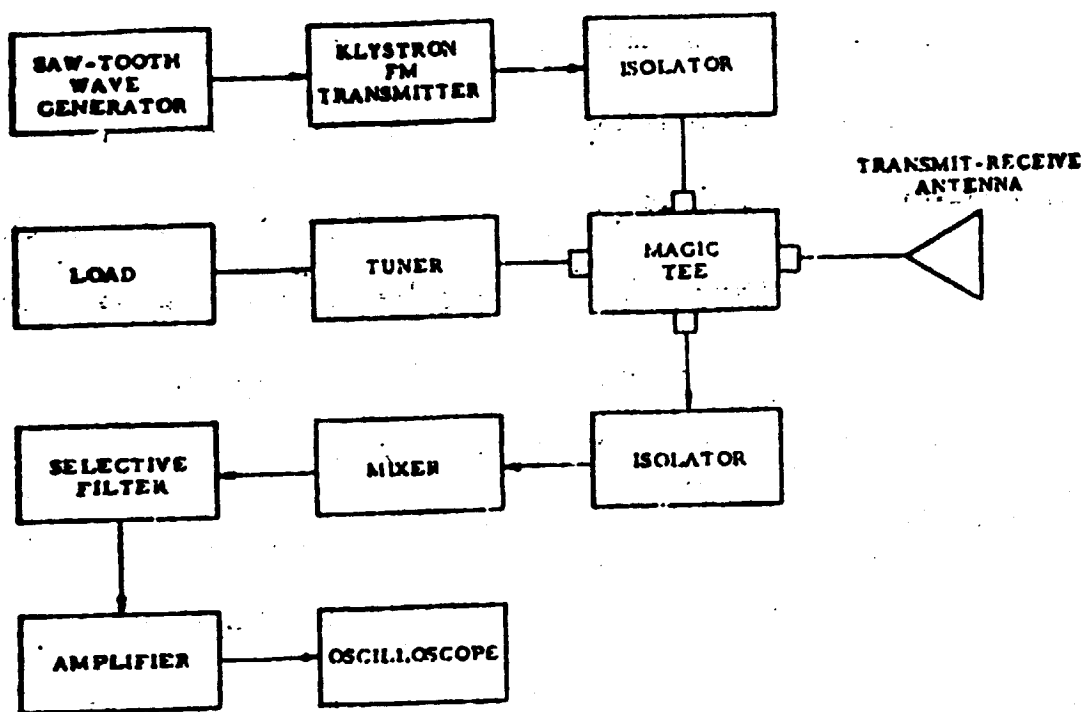 SAW-TOOTH
WAVE
GENERATOR
KLYSTRON
FM
TRANSMITTER
ISOLATOR
TRANSMIT-RECEIVE
ANTENNA
LOAD
TUNER
MAGIC
TEE
SELECTIVE
FILTER
MIXER
ISOLATOR
AMPLIFIER
OSCILLOSCOPE